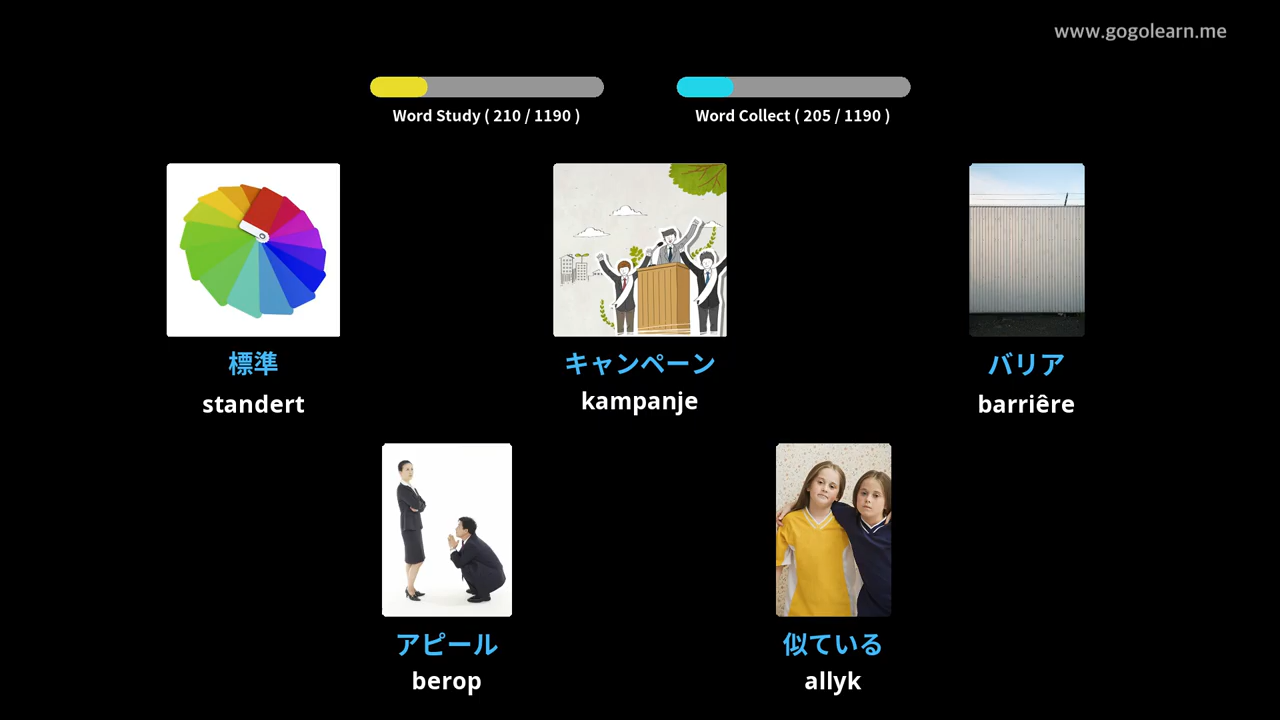 www.gogolearn.me
Word Study ( 210 / 1190 )
Word Collect ( 205 / 1190 )
標準
standert
キャンペーン
kampanje
バリア
barriêre
アピール
berop
似ている
allyk